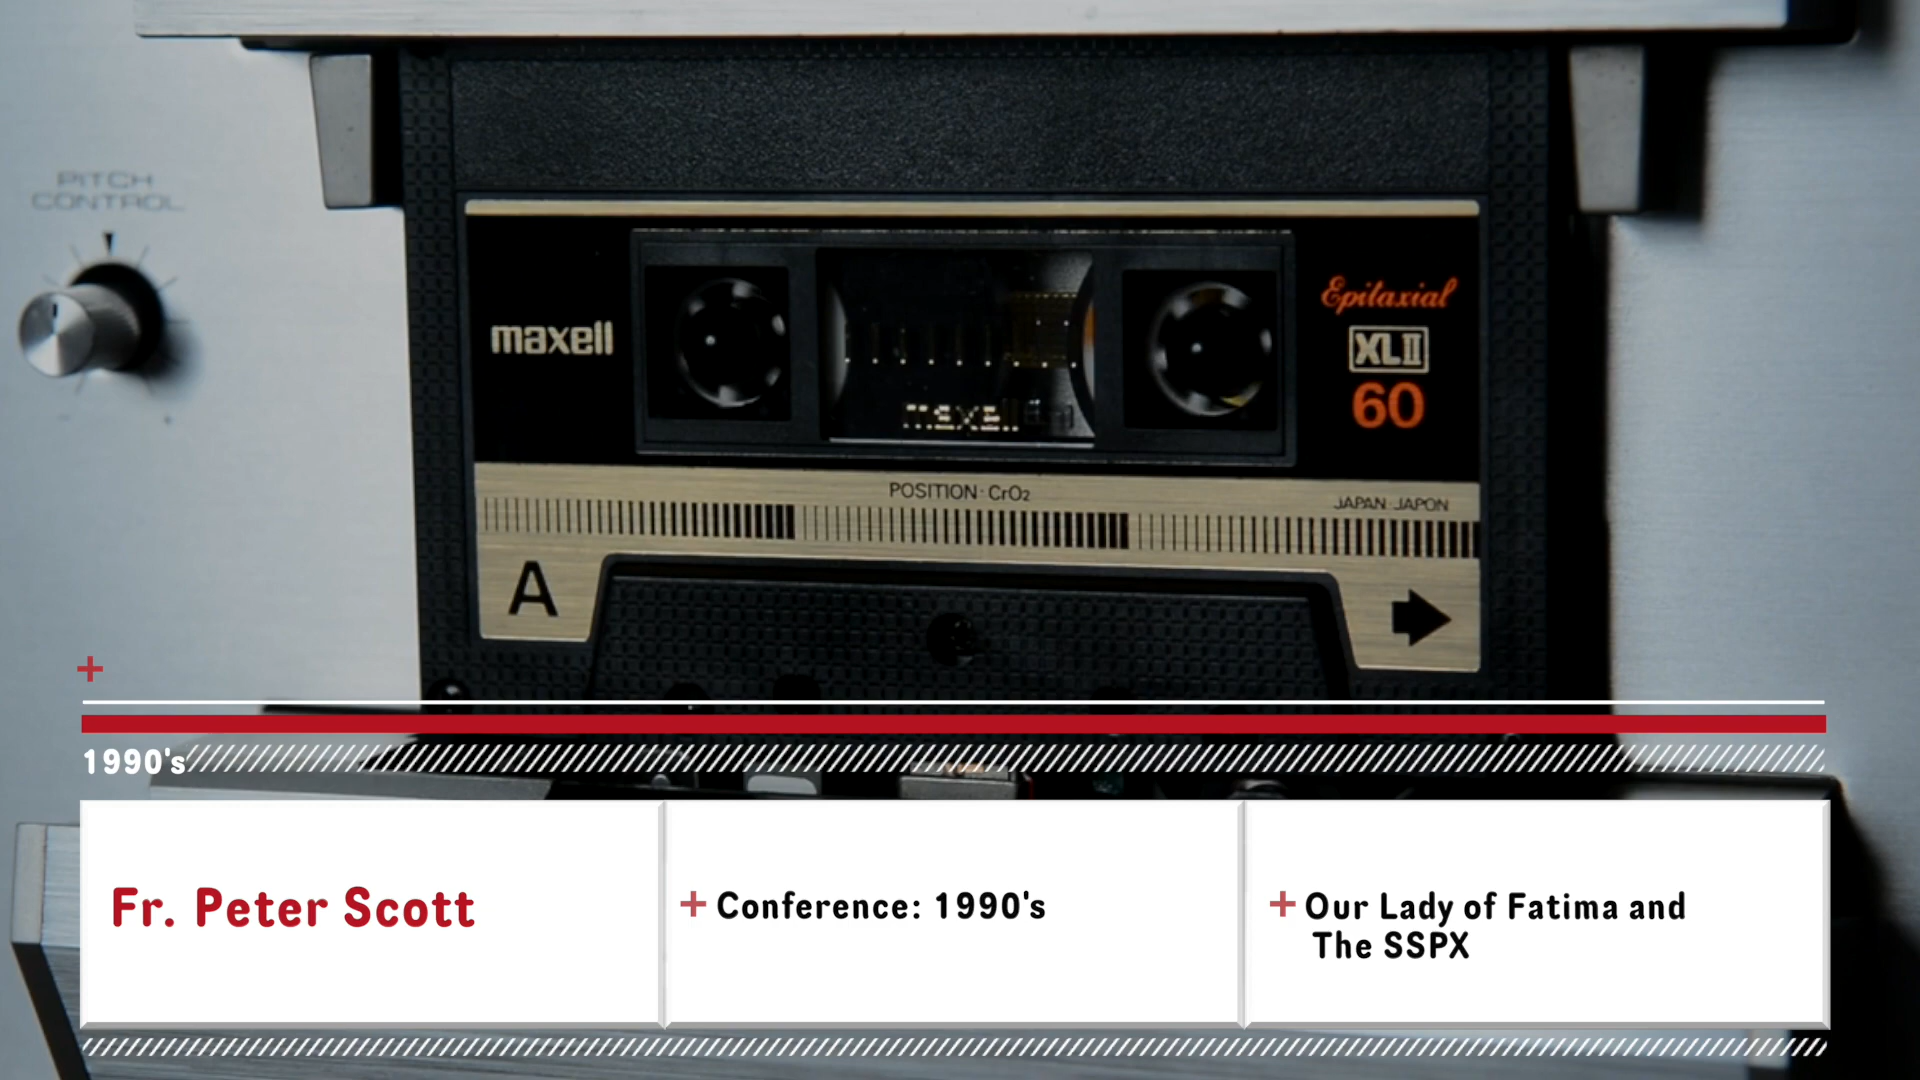 PITCH
CONTROL
maxell
Epitaxial
XLII
60
maxell
POSITION · CrO₂
JAPAN · JAPON
A
1990's
Fr. Peter Scott
+ Conference: 1990's
+ Our Lady of Fatima and
The SSPX